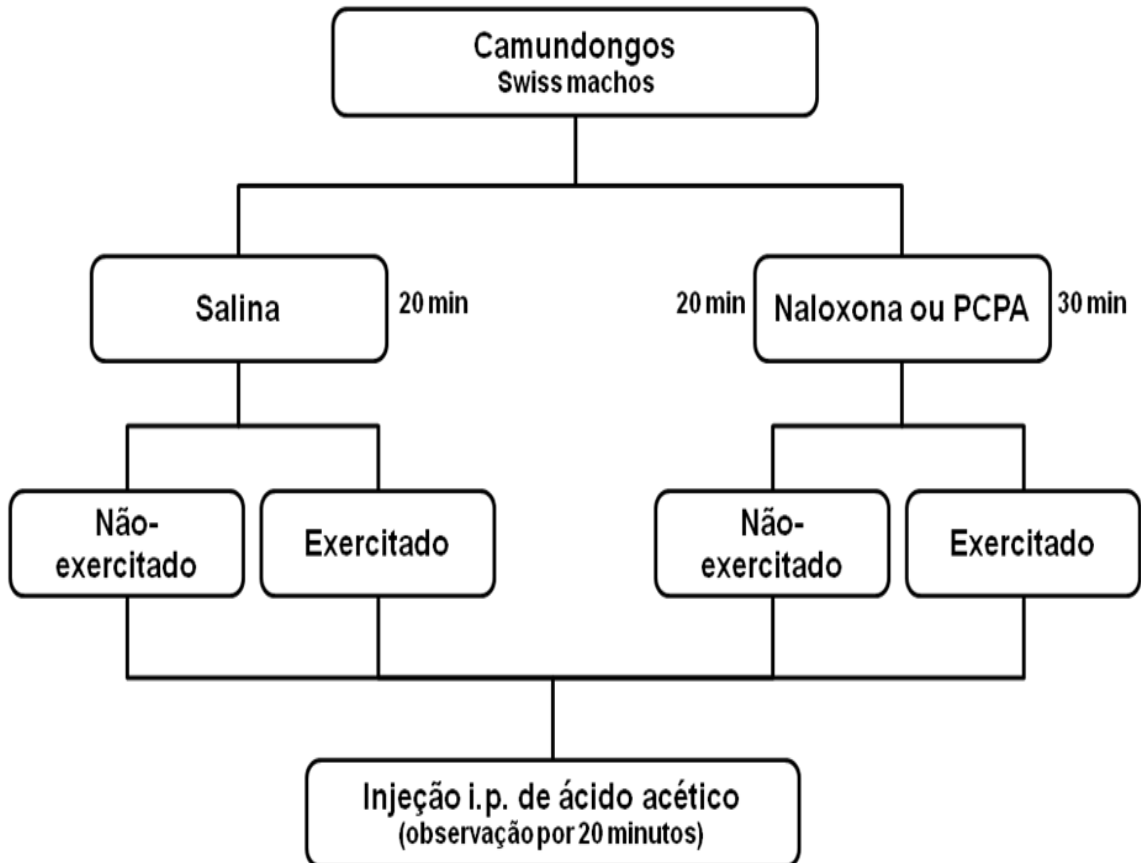 Camundongos
Swiss machos
Salina
20 min
20 min
Naloxona ou PCPA
30 min
Não-
exercitado
Exercitado
Não-
exercitado
Exercitado
Injeção i.p. de ácido acético
(observação por 20 minutos)